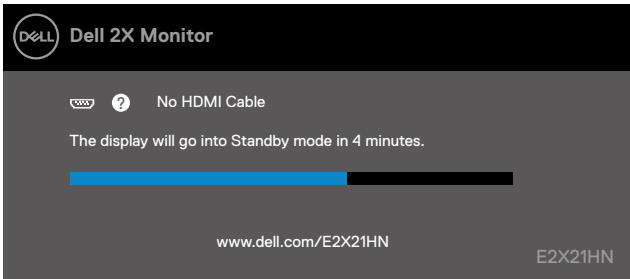 DELL Dell 2X Monitor
? No HDMI Cable
The display will go into Standby mode in 4 minutes.
www.dell.com/E2X21HN
E2X21HN